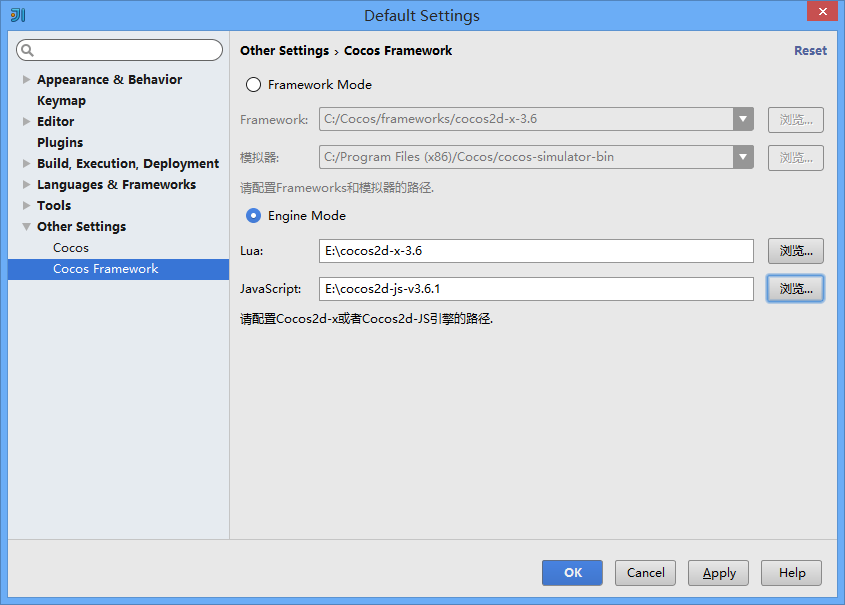 Default Settings
Other Settings › Cocos Framework
Reset
Appearance & Behavior
Keymap
Editor
Plugins
Build, Execution, Deployment
Languages & Frameworks
Tools
Other Settings
Cocos
Cocos Framework
Framework Mode
Framework: C:/Cocos/frameworks/cocos2d-x-3.6 浏览...
模拟器: C:/Program Files (x86)/Cocos/cocos-simulator-bin 浏览...
请配置Frameworks和模拟器的路径.
Engine Mode
Lua: E:\cocos2d-x-3.6 浏览...
JavaScript: E:\cocos2d-js-v3.6.1 浏览...
请配置Cocos2d-x或者Cocos2d-JS引擎的路径.
OK Cancel Apply Help